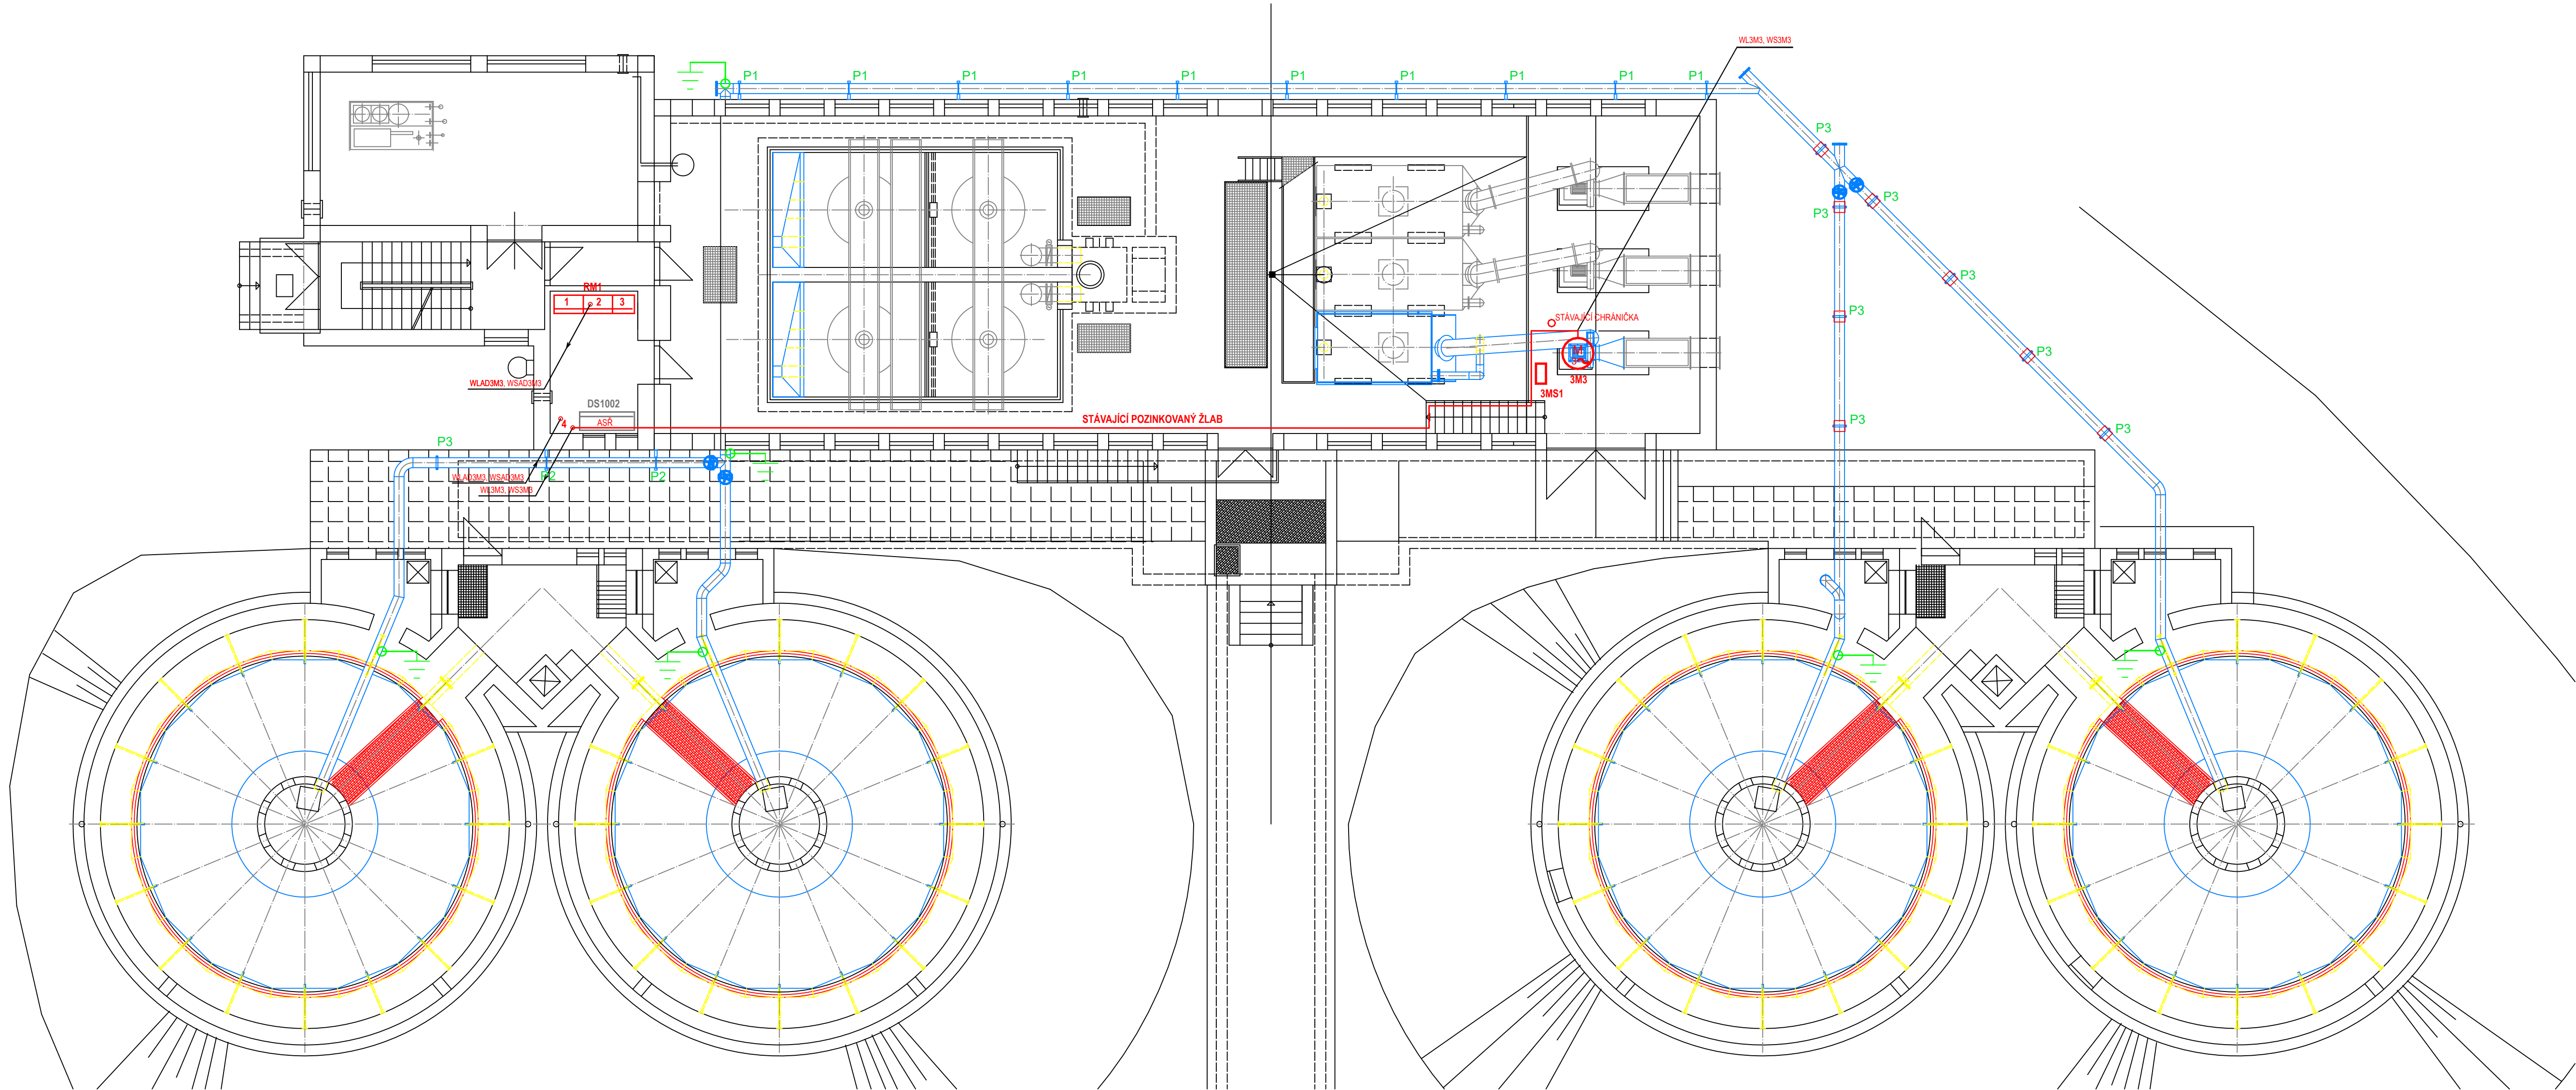 WL3M3, WS3M3
P1 P1 P1 P1 P1 P1 P1 P1 P1 P1
P3
P3
P3
P3
RM1
1 2 3
P3
STÁVAJÍCÍ CHRÁNIČKA
M
3M3
3MS1
P3
WLAD3M3, WSAD3M3
DS1002
ASŘ
4
STÁVAJÍCÍ POZINKOVANÝ ŽLAB
P3
P3
P3
P2
P2
WLAD3M3, WSAD3M3
WL3M3, WS3M3